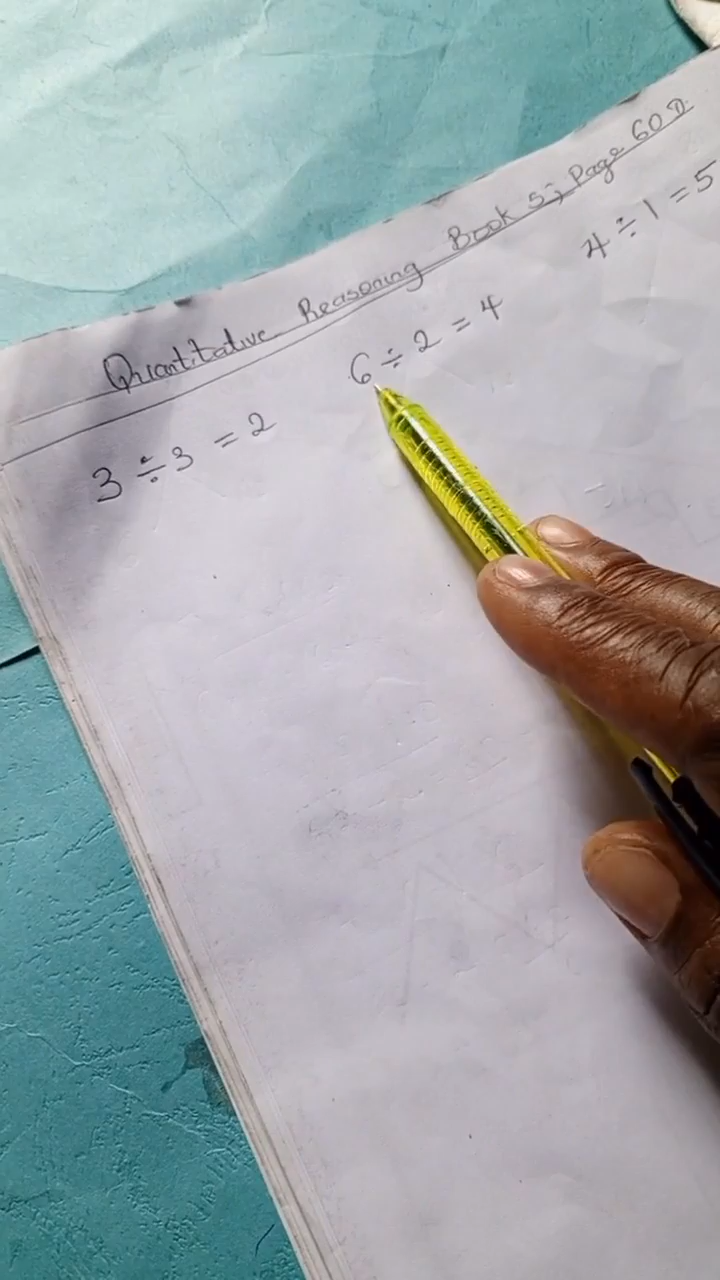 Quantitative Reasoning Book 5; Page 60 D.
3 ÷ 3 = 2 6 ÷ 2 = 4 4 ÷ 1 = 5